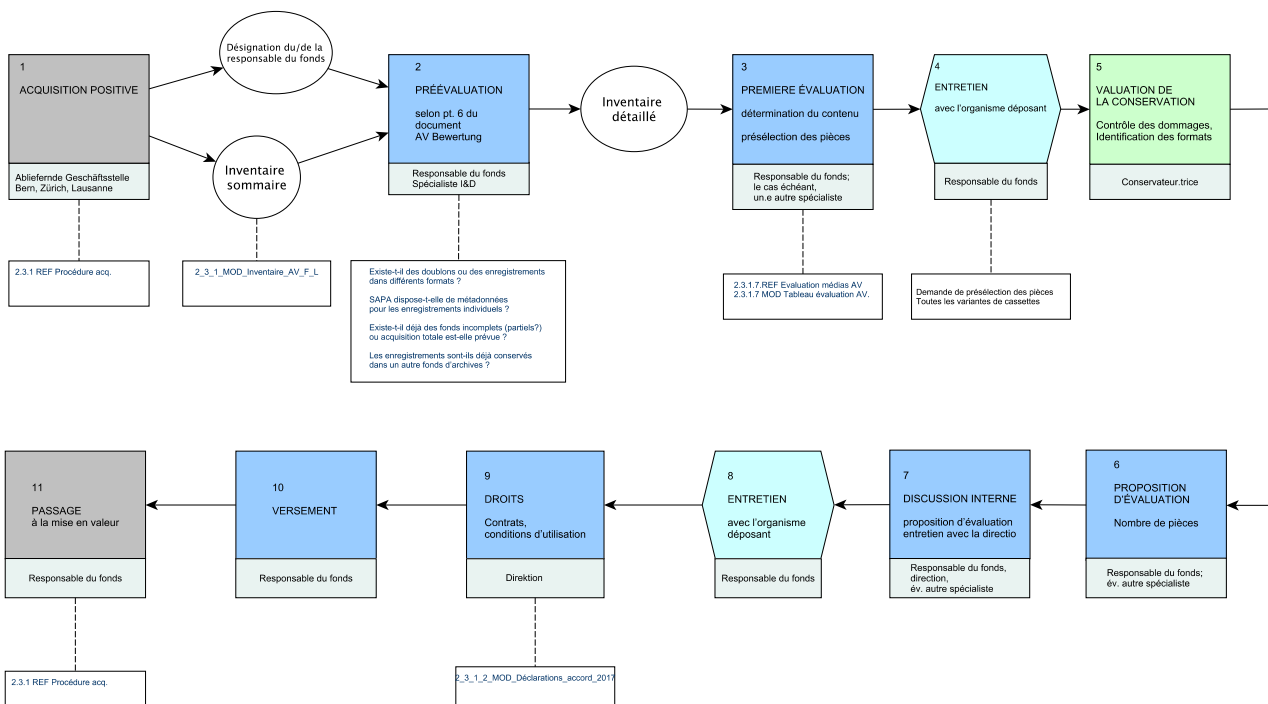 1
ACQUISITION POSITIVE
Abliefernde Geschäftsstelle
Bern, Zürich, Lausanne
2.3.1 REF Procédure acq.
Désignation du/de la
responsable du fonds
Inventaire
sommaire
2_3_1_MOD_Inventaire_AV_F_L
2
PRÉÉVALUATION
selon pt. 6 du
document
AV Bewertung
Responsable du fonds
Spécialiste I&D
Existe-t-il des doublons ou des enregistrements
dans différents formats ?
SAPA dispose-t-elle de métadonnées
pour les enregistrements individuels ?
Existe-t-il déjà des fonds incomplets (partiels?)
ou acquisition totale est-elle prévue ?
Les enregistrements sont-ils déjà conservés
dans un autre fonds d'archives ?
Inventaire
détaillé
3
PREMIERE ÉVALUATION
détermination du contenu
présélection des pièces
Responsable du fonds;
le cas échéant,
un.e autre spécialiste
2.3.1.7.REF Evaluation médias AV
2.3.1.7 MOD Tableau évaluation AV.
4
ENTRETIEN
avec l'organisme déposant
Responsable du fonds
Demande de présélection des pièces
Toutes les variantes de cassettes
5
VALUATION DE
LA CONSERVATION
Contrôle des dommages,
Identification des formats
Conservateur.trice
6
PROPOSITION
D'ÉVALUATION
Nombre de pièces
Responsable du fonds;
év. autre spécialiste
7
DISCUSSION INTERNE
proposition d'évaluation
entretien avec la directio
Responsable du fonds,
direction,
év. autre spécialiste
8
ENTRETIEN
avec l'organisme
déposant
Responsable du fonds
9
DROITS
Contrats,
conditions d'utilisation
Direktion
2_3_1_2_MOD_Déclarations_accord_2017
10
VERSEMENT
Responsable du fonds
11
PASSAGE
à la mise en valeur
Responsable du fonds
2.3.1 REF Procédure acq.